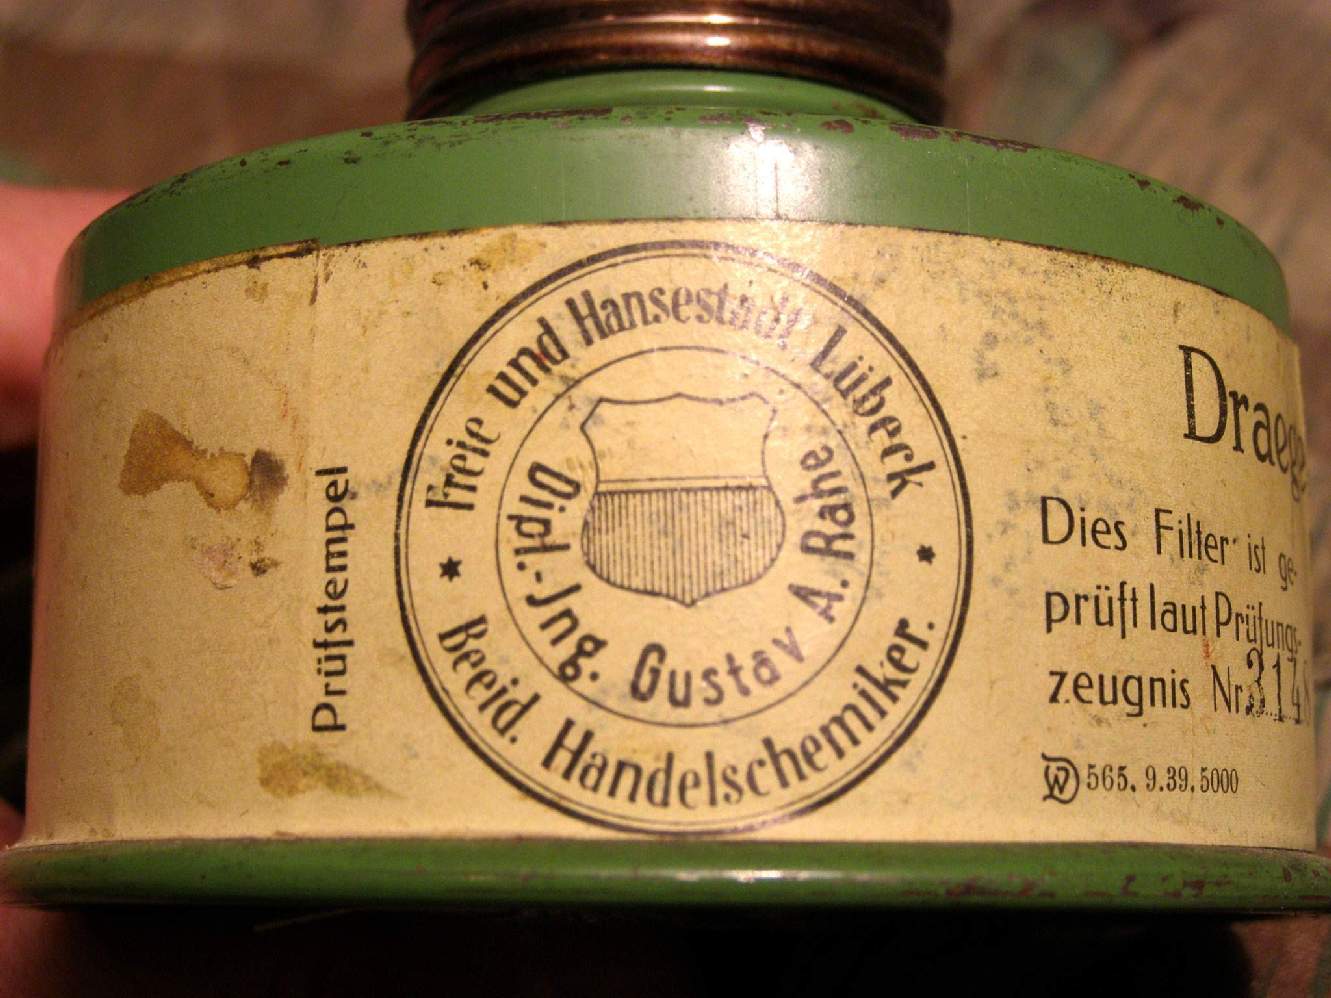 Prüfstempel
Freie und Hansestadt Lübeck
Dipl.-Jng. Gustav A. Rahe
* Beeid. Handelschemiker. *
Dies Filter ist ge-
prüft laut Prüfungs-
zeugnis Nr.
DW 565. 9.39. 5000